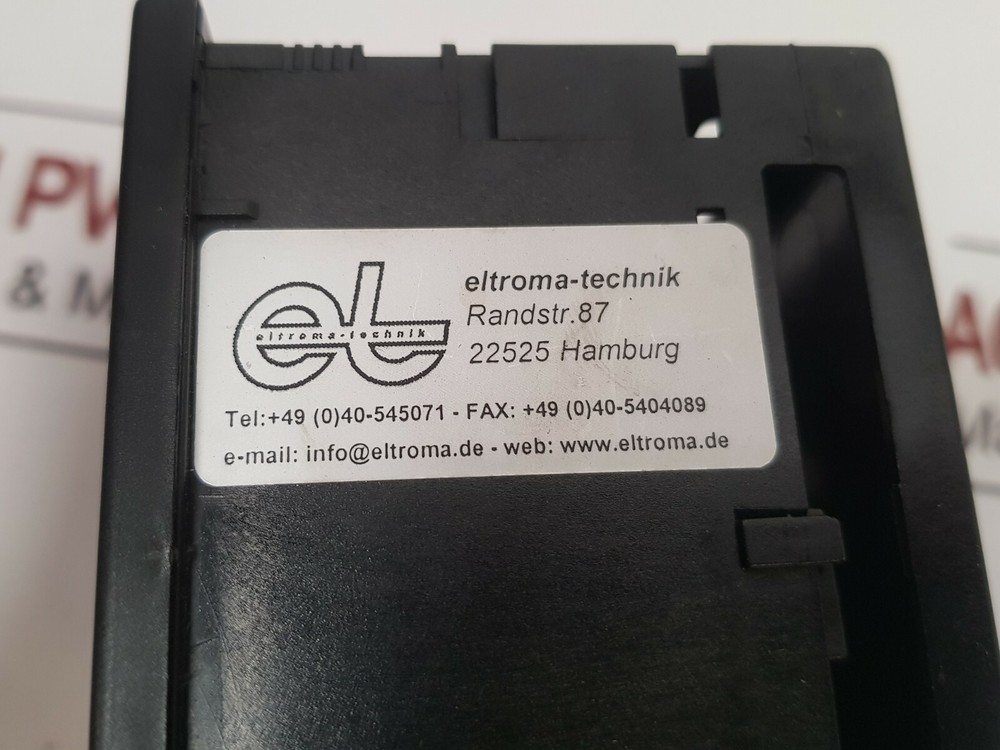 PV
& M
eltroma-technik
eltroma-technik
Randstr.87
22525 Hamburg
Tel:+49 (0)40-545071 - FAX: +49 (0)40-5404089
e-mail: info@eltroma.de - web: www.eltroma.de